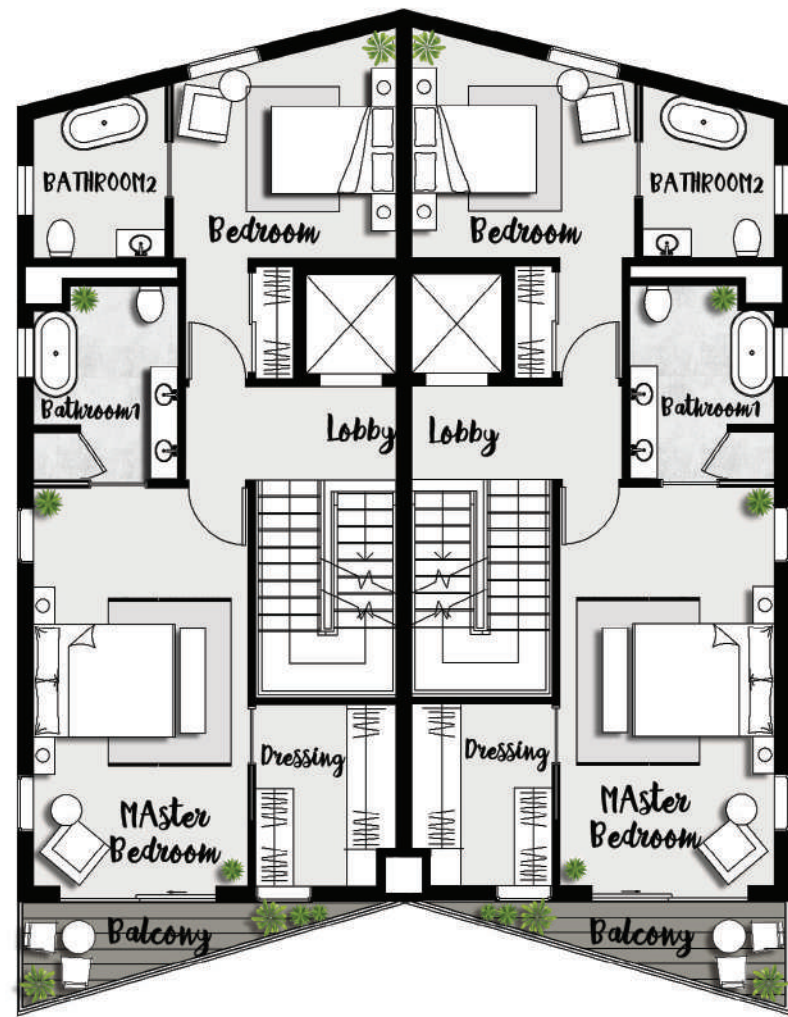 BATHROOM2
BATHROOM2
Bedroom
Bedroom
Bathroom1
Bathroom1
Lobby
Lobby
Dressing
Dressing
MAster
Bedroom
MAster
Bedroom
Balcony
Balcony